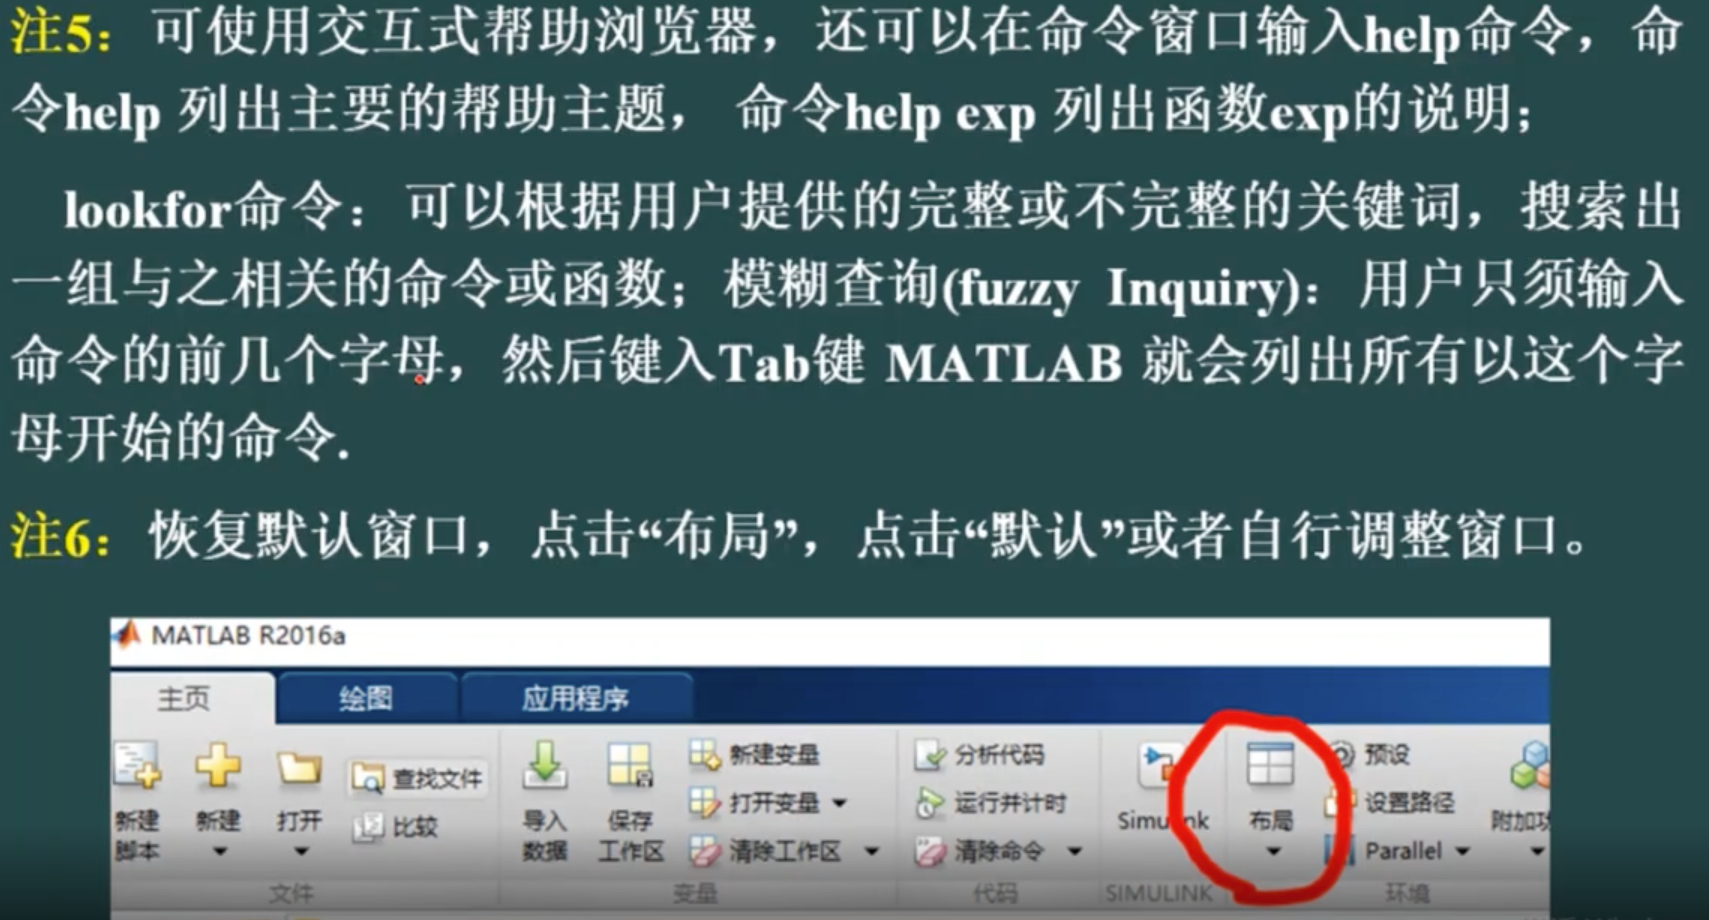 注5：可使用交互式帮助浏览器，还可以在命令窗口输入help命令，命
令help 列出主要的帮助主题， 命令help exp 列出函数exp的说明；
lookfor命令：可以根据用户提供的完整或不完整的关键词，搜索出
一组与之相关的命令或函数；模糊查询(fuzzy Inquiry)：用户只须输入
命令的前几个字母，然后键入Tab键 MATLAB 就会列出所有以这个字
母开始的命令.
注6：恢复默认窗口，点击“布局”，点击“默认”或者自行调整窗口。
MATLAB R2016a
主页 绘图 应用程序
新建脚本
新建
打开
查找文件
比较
文件
导入数据
保存工作区
新建变量
打开变量
清除工作区
变量
分析代码
运行并计时
清除命令
代码
Simulink
SIMULINK
布局
预设
设置路径
Parallel
环境
附加功